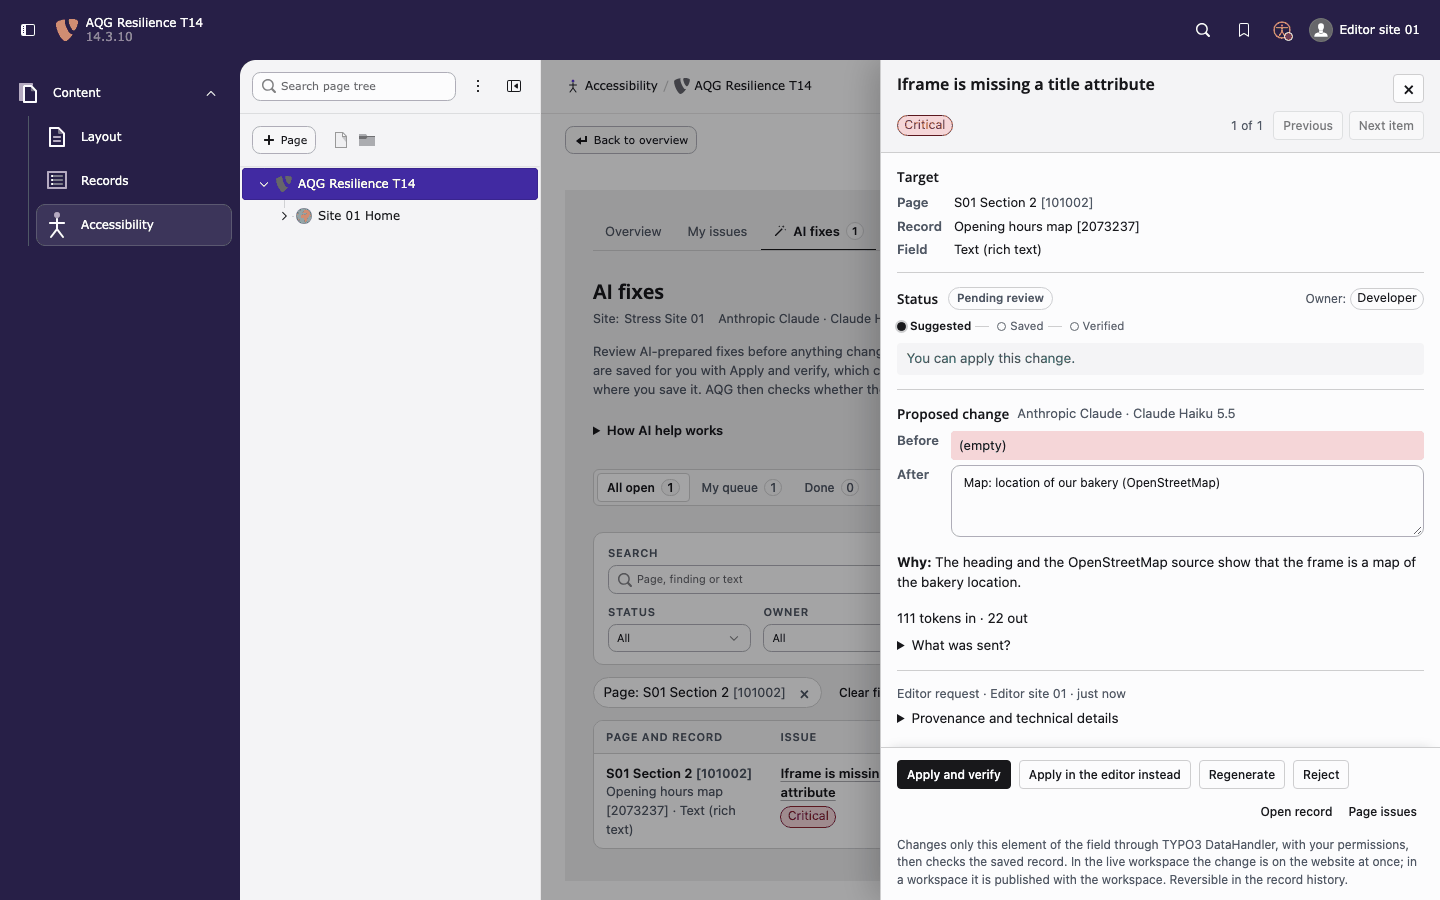 AQG Resilience T14
14.3.10
Editor site 01
Content
Layout
Records
Accessibility
Search page tree
+ Page
AQG Resilience T14
Site 01 Home
Accessibility / AQG Resilience T14
Back to overview
Overview
My issues
AI fixes 1
AI fixes
Site: Stress Site 01 Anthropic Claude · Claude H
Review AI-prepared fixes before anything chang
are saved for you with Apply and verify, which c
where you save it. AQG then checks whether th
How AI help works
All open 1
My queue 1
Done 0
SEARCH
Page, finding or text
STATUS
OWNER
All
All
Page: S01 Section 2 [101002] ×
Clear fi
PAGE AND RECORD
ISSUE
S01 Section 2 [101002]
Opening hours map
[2073237] · Text (rich
text)
Iframe is missin
attribute
Critical
Iframe is missing a title attribute
×
Critical
1 of 1
Previous
Next item
Target
Page S01 Section 2 [101002]
Record Opening hours map [2073237]
Field Text (rich text)
Status Pending review
Owner: Developer
Suggested
Saved
Verified
You can apply this change.
Proposed change Anthropic Claude · Claude Haiku 5.5
Before (empty)
After Map: location of our bakery (OpenStreetMap)
Why: The heading and the OpenStreetMap source show that the frame is a map of
the bakery location.
111 tokens in · 22 out
What was sent?
Editor request · Editor site 01 · just now
Provenance and technical details
Apply and verify
Apply in the editor instead
Regenerate
Reject
Open record
Page issues
Changes only this element of the field through TYPO3 DataHandler, with your permissions,
then checks the saved record. In the live workspace the change is on the website at once; in
a workspace it is published with the workspace. Reversible in the record history.